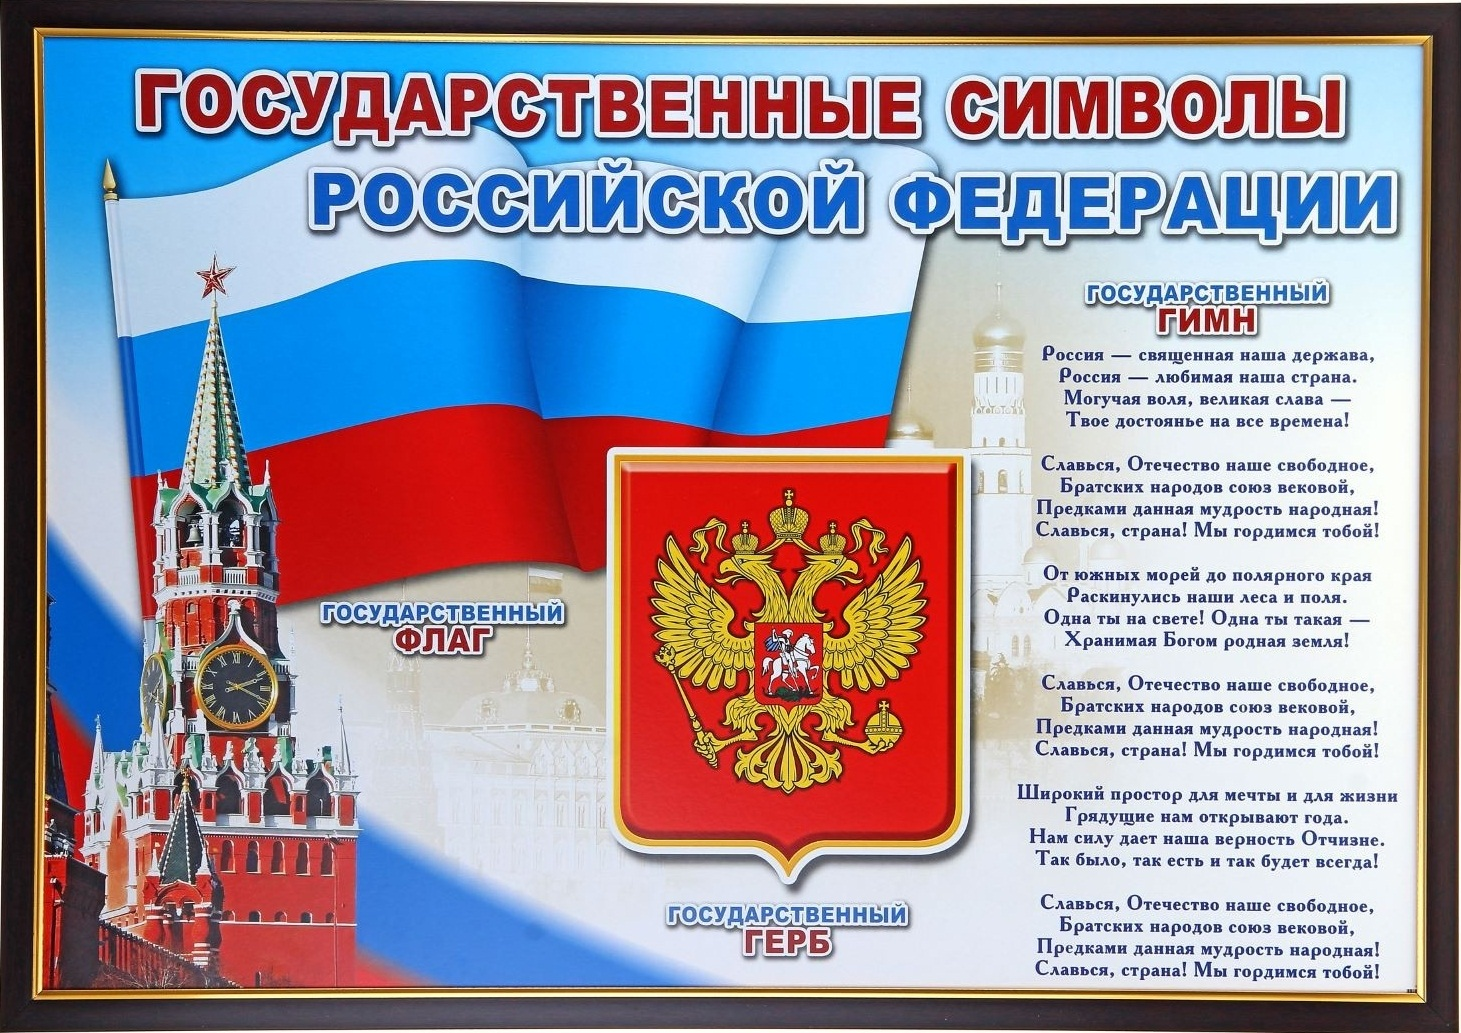 ГОСУДАРСТВЕННЫЕ СИМВОЛЫ
РОССИЙСКОЙ ФЕДЕРАЦИИ
ГОСУДАРСТВЕННЫЙ
ФЛАГ
ГОСУДАРСТВЕННЫЙ
ГЕРБ
ГОСУДАРСТВЕННЫЙ
ГИМН
Россия — священная наша держава,
Россия — любимая наша страна.
Могучая воля, великая слава —
Твое достоянье на все времена!
Славься, Отечество наше свободное,
Братских народов союз вековой,
Предками данная мудрость народная!
Славься, страна! Мы гордимся тобой!
От южных морей до полярного края
Раскинулись наши леса и поля.
Одна ты на свете! Одна ты такая —
Хранимая Богом родная земля!
Славься, Отечество наше свободное,
Братских народов союз вековой,
Предками данная мудрость народная!
Славься, страна! Мы гордимся тобой!
Широкий простор для мечты и для жизни
Грядущие нам открывают года.
Нам силу дает наша верность Отчизне.
Так было, так есть и так будет всегда!
Славься, Отечество наше свободное,
Братских народов союз вековой,
Предками данная мудрость народная!
Славься, страна! Мы гордимся тобой!